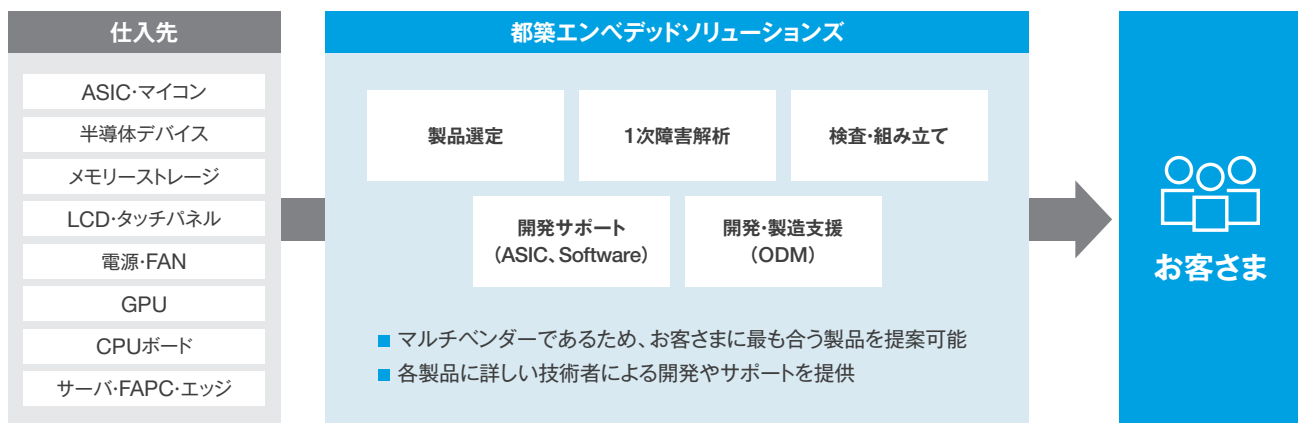 仕入先
ASIC･マイコン
半導体デバイス
メモリーストレージ
LCD･タッチパネル
電源･FAN
GPU
CPUボード
サーバ･FAPC･エッジ
都築エンベデッドソリューションズ
製品選定
1次障害解析
検査･組み立て
開発サポート
（ASIC、Software）
開発･製造支援
（ODM）
■ マルチベンダーであるため、お客さまに最も合う製品を提案可能
■ 各製品に詳しい技術者による開発やサポートを提供
お客さま